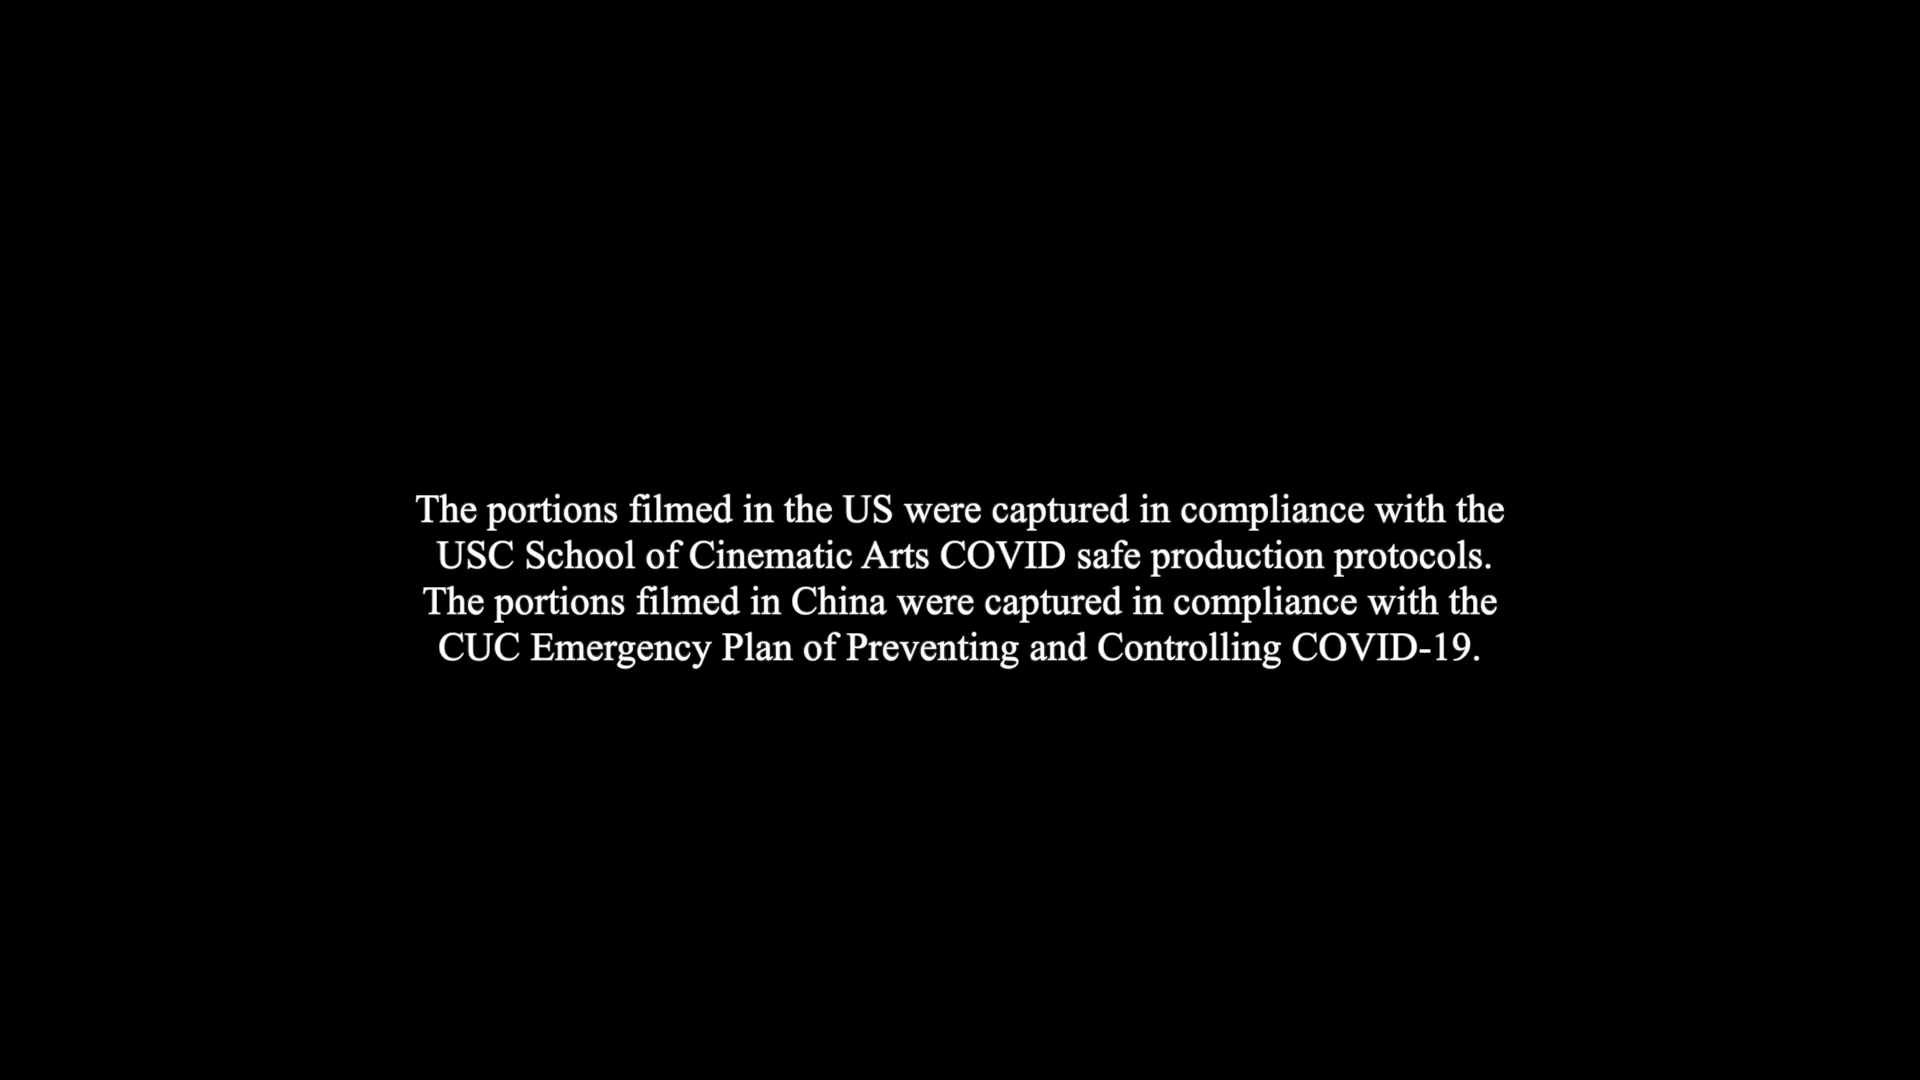 The portions filmed in the US were captured in compliance with the
USC School of Cinematic Arts COVID safe production protocols.
The portions filmed in China were captured in compliance with the
CUC Emergency Plan of Preventing and Controlling COVID-19.